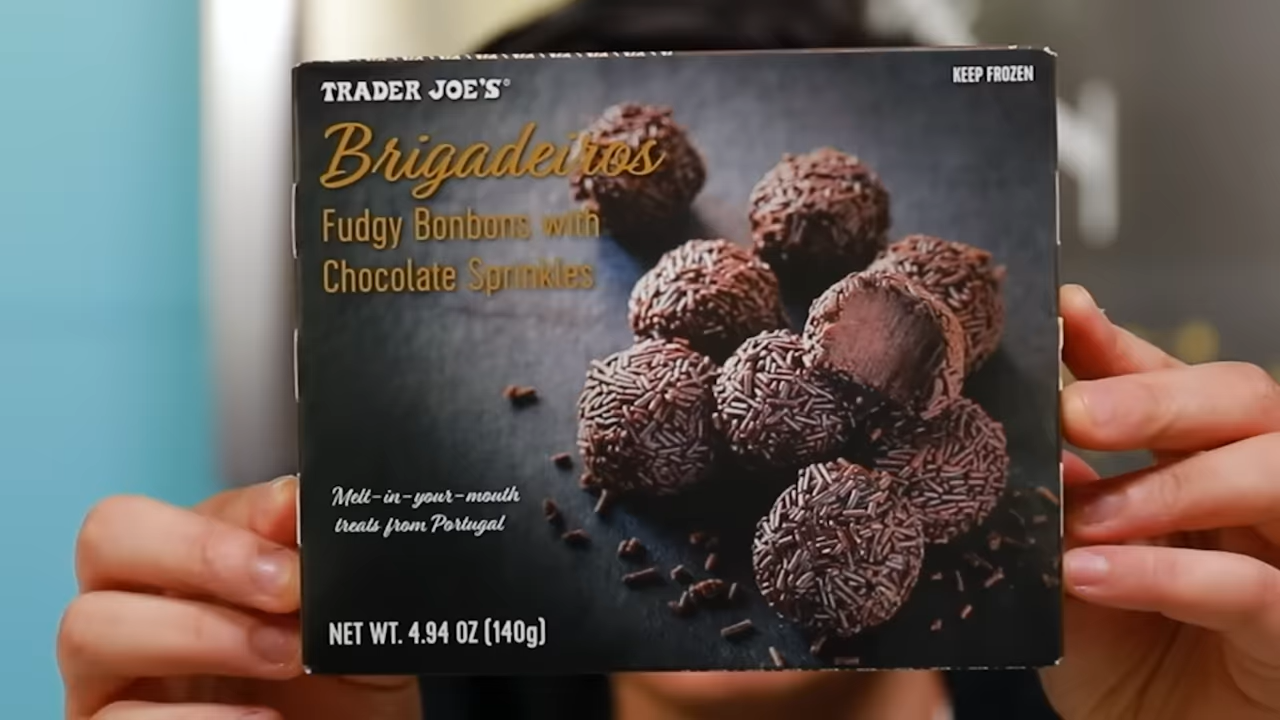 TRADER JOE'S®
KEEP FROZEN
Brigadeiros
Fudgy Bonbons with
Chocolate Sprinkles
Melt-in-your-mouth
treats from Portugal
NET WT. 4.94 OZ (140g)